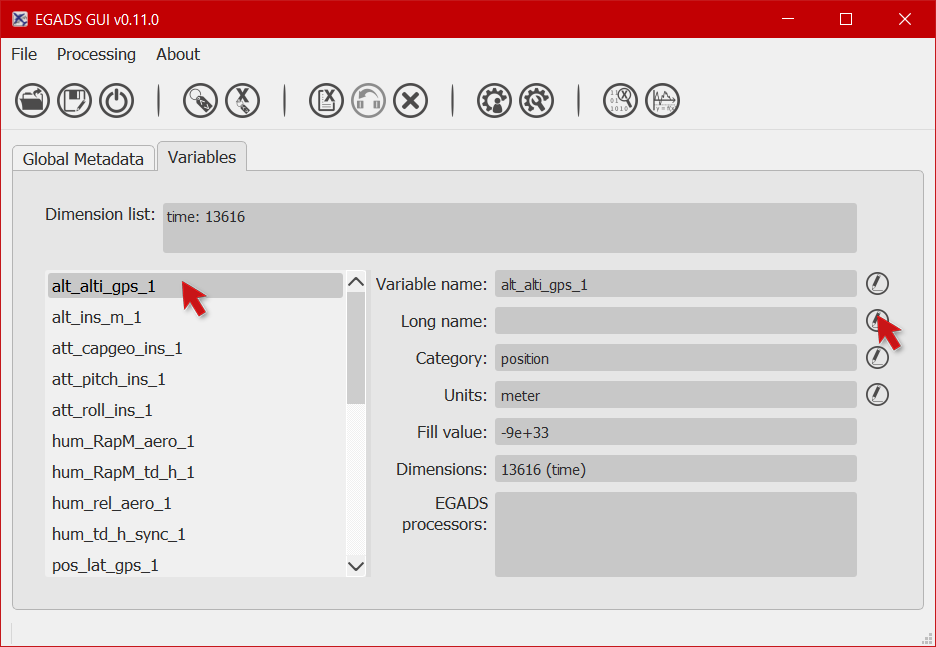 EGADS GUI v0.11.0
File Processing About
Global Metadata Variables
Dimension list: time: 13616
alt_alti_gps_1
alt_ins_m_1
att_capgeo_ins_1
att_pitch_ins_1
att_roll_ins_1
hum_RapM_aero_1
hum_RapM_td_h_1
hum_rel_aero_1
hum_td_h_sync_1
pos_lat_gps_1
Variable name: alt_alti_gps_1
Long name:
Category: position
Units: meter
Fill value: -9e+33
Dimensions: 13616 (time)
EGADS
processors: